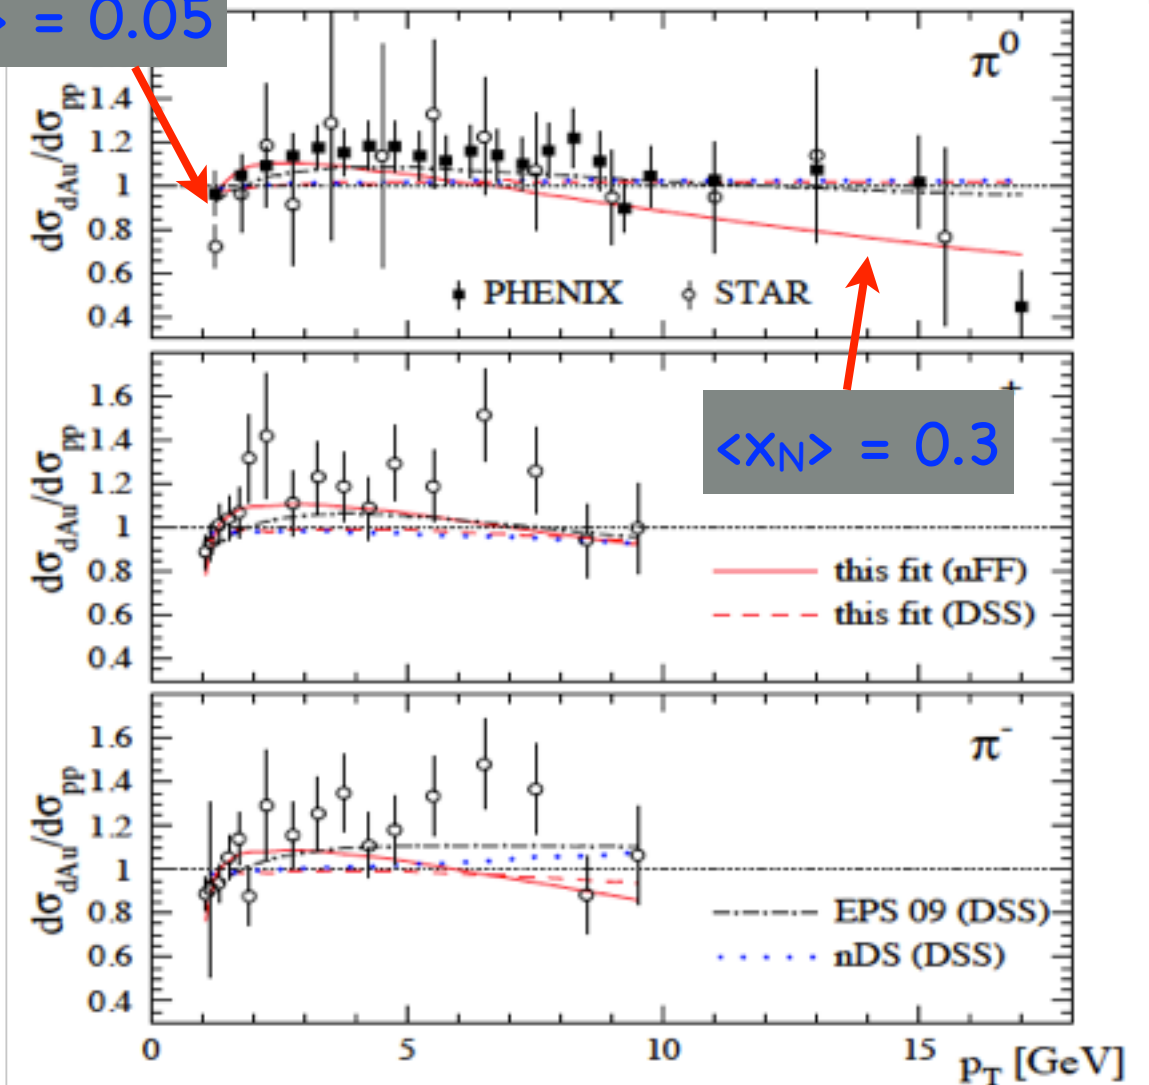 > = 0.05
π⁰
dσdAu/dσpp
1.4
1.2
1
0.8
0.6
0.4
PHENIX
STAR
<xN> = 0.3
dσdAu/dσpp
1.6
1.4
1.2
1
0.8
0.6
0.4
this fit (nFF)
this fit (DSS)
π⁻
dσdAu/dσpp
1.6
1.4
1.2
1
0.8
0.6
0.4
EPS 09 (DSS)
nDS (DSS)
0 5 10 15 pT [GeV]